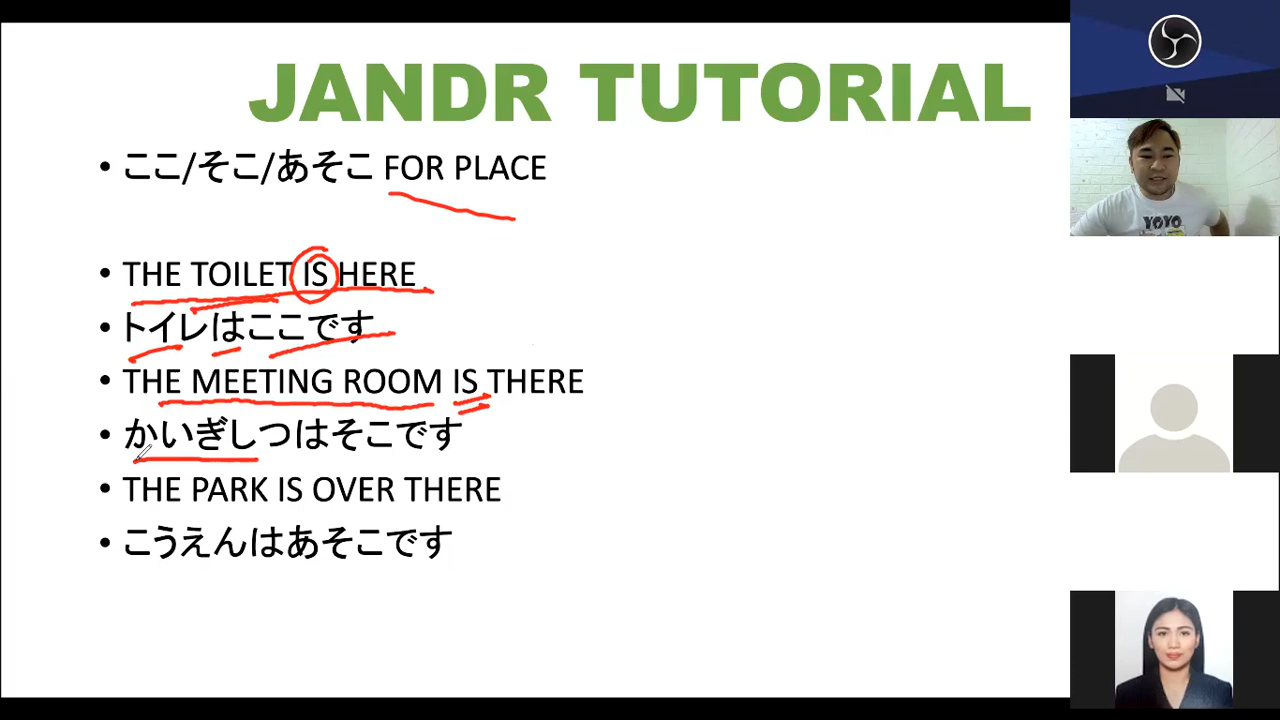 JANDR TUTORIAL
• ここ/そこ/あそこ FOR PLACE
• THE TOILET IS HERE
• トイレはここです
• THE MEETING ROOM IS THERE
• かいぎしつはそこです
• THE PARK IS OVER THERE
• こうえんはあそこです
YOYO